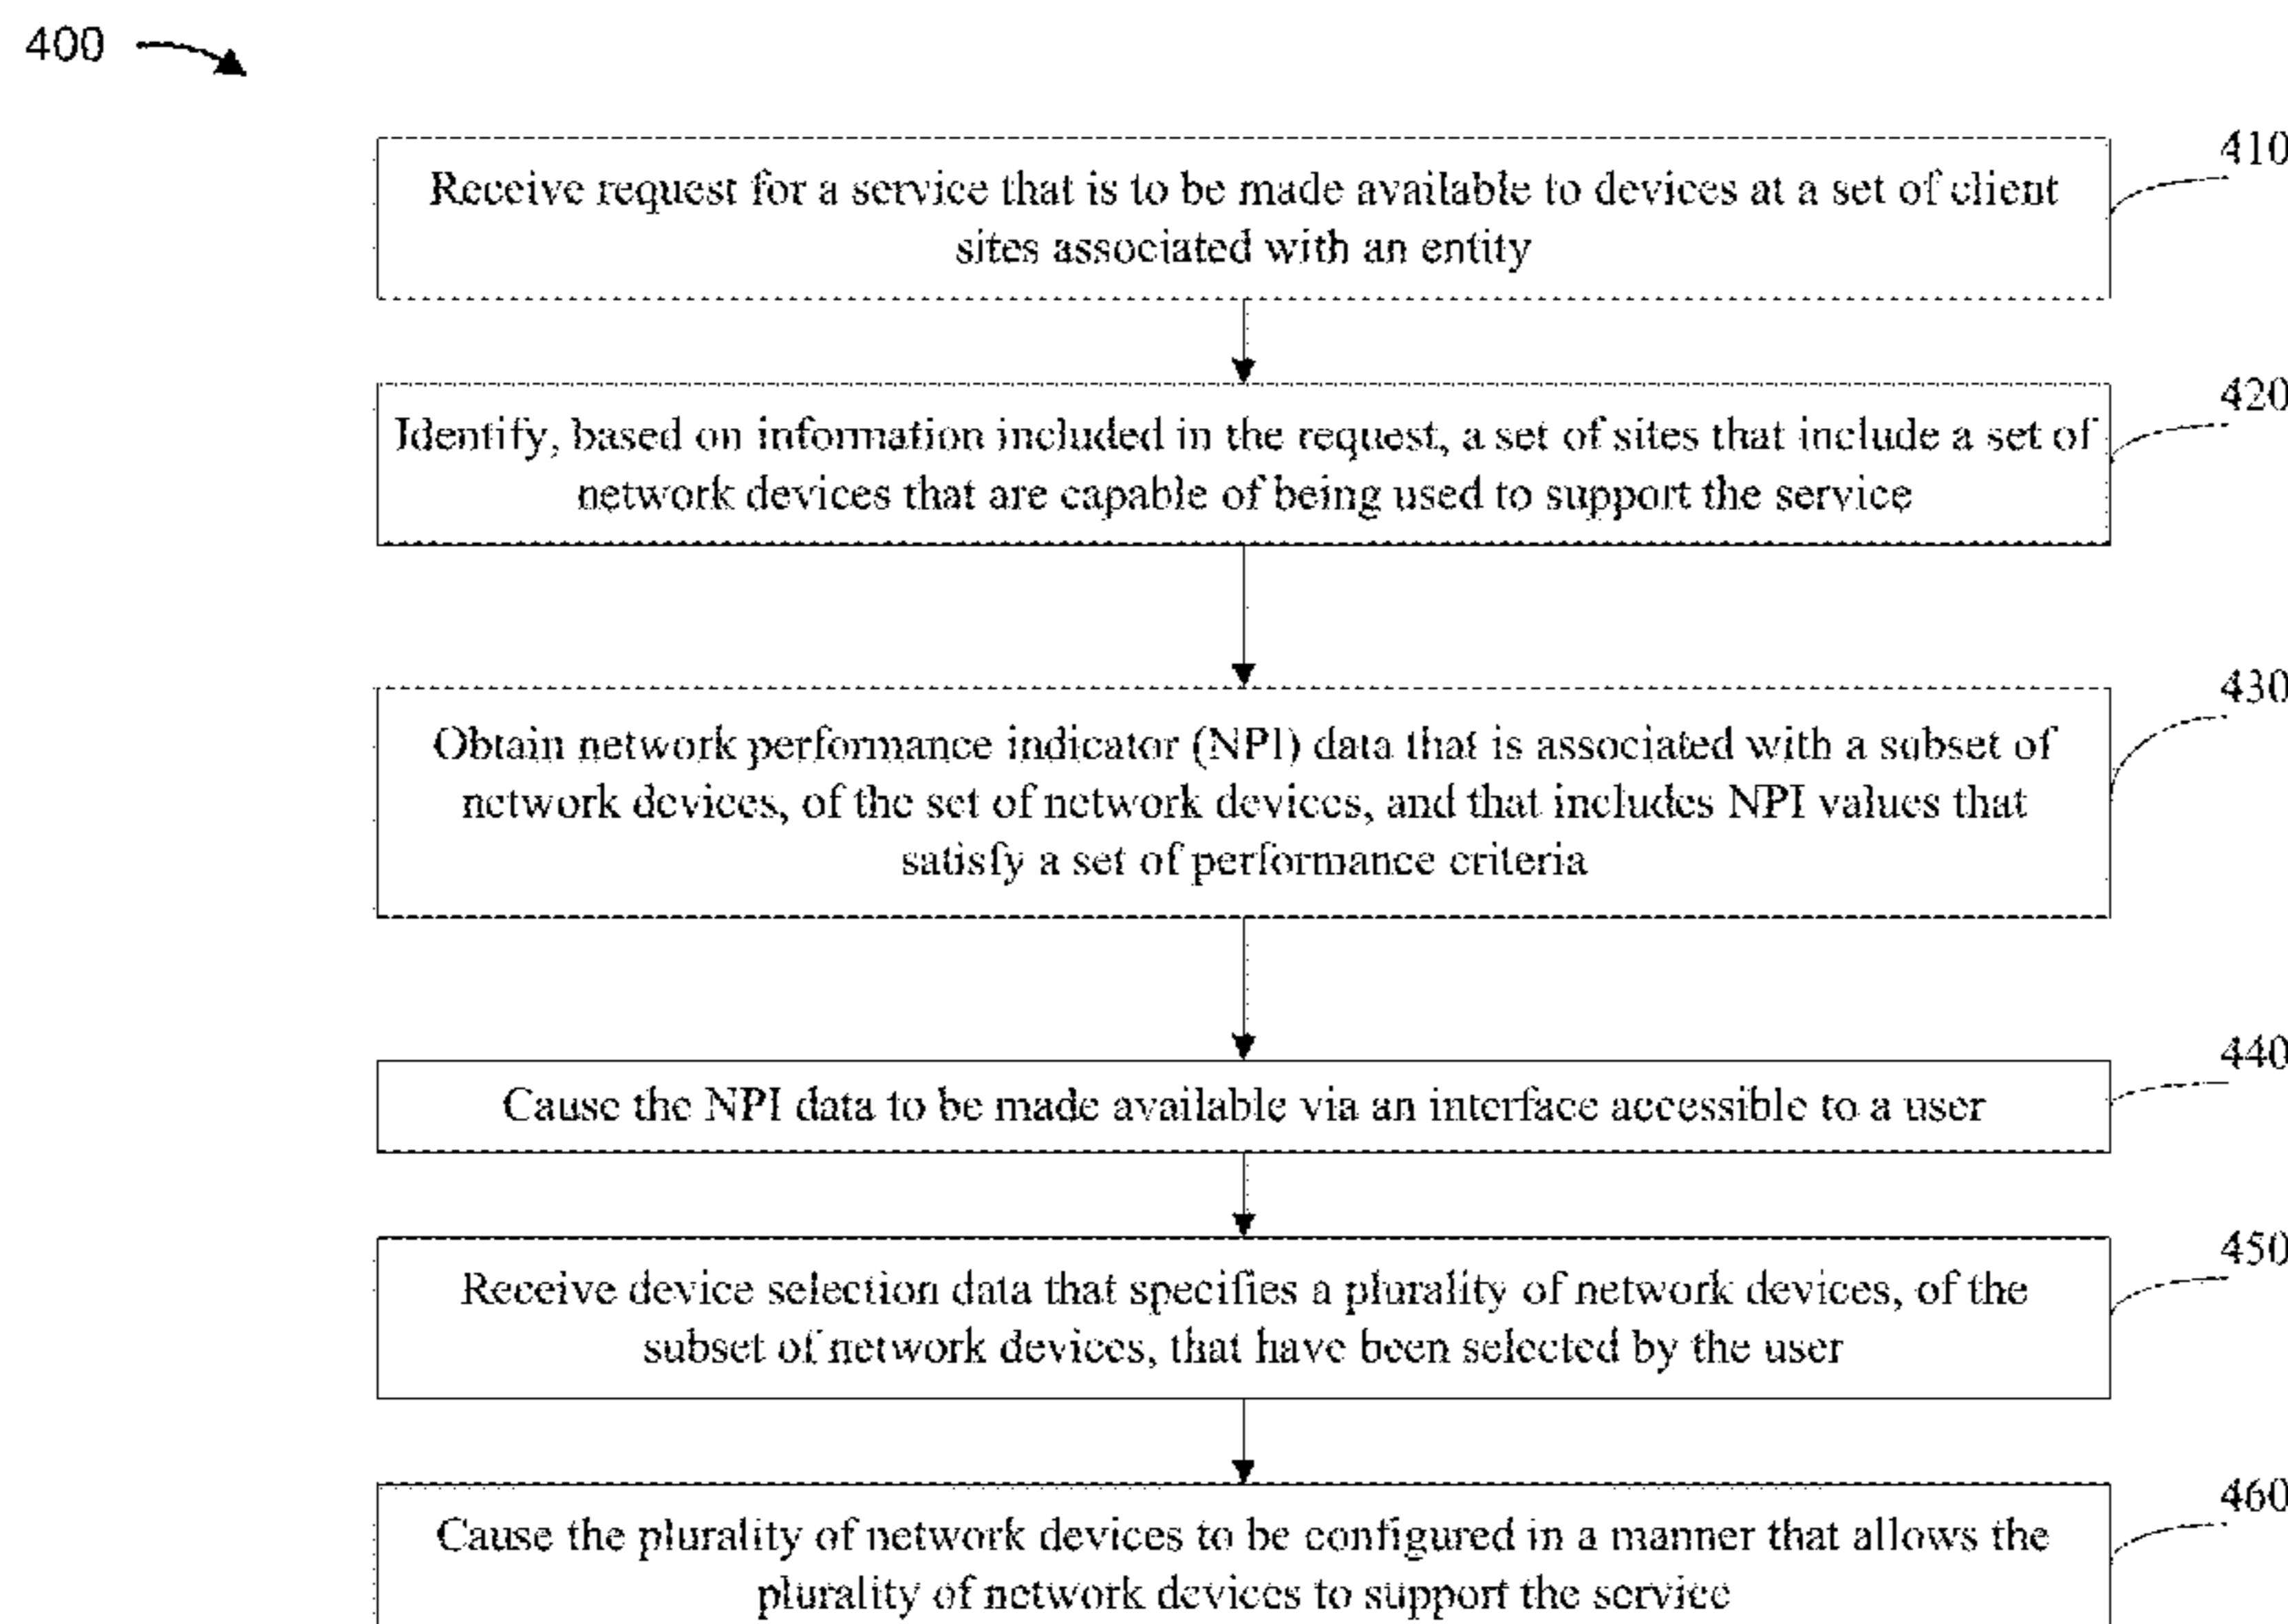 400
410
Receive request for a service that is to be made available to devices at a set of client
sites associated with an entity
420
Identify, based on information included in the request, a set of sites that include a set of
network devices that are capable of being used to support the service
430
Obtain network performance indicator (NPI) data that is associated with a subset of
network devices, of the set of network devices, and that includes NPI values that
satisfy a set of performance criteria
440
Cause the NPI data to be made available via an interface accessible to a user
450
Receive device selection data that specifies a plurality of network devices, of the
subset of network devices, that have been selected by the user
460
Cause the plurality of network devices to be configured in a manner that allows the
plurality of network devices to support the service